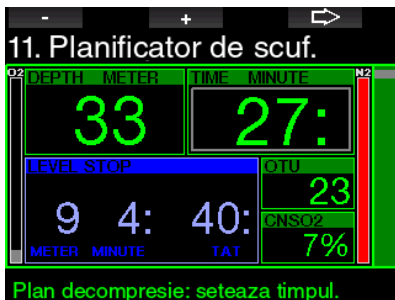 - +
11. Planificator de scuf.
O2 DEPTH METER TIME MINUTE N2
33 27:
LEVEL STOP OTU
23
9 4: 40: CNSO2
METER MINUTE TAT 7%
Plan decompresie: seteaza timpul.